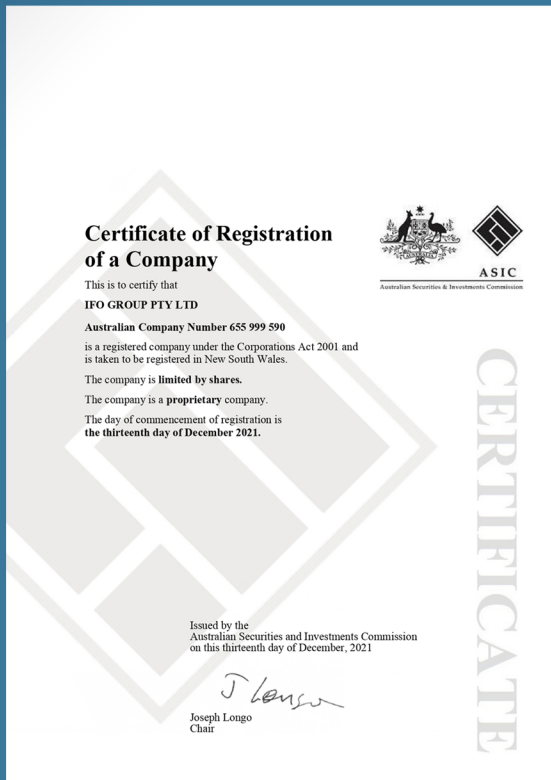 Certificate of Registration
of a Company
This is to certify that
IFO GROUP PTY LTD
Australian Company Number 655 999 590
is a registered company under the Corporations Act 2001 and
is taken to be registered in New South Wales.
The company is limited by shares.
The company is a proprietary company.
The day of commencement of registration is
the thirteenth day of December 2021.
AUSTRALIA
ASIC
Australian Securities & Investments Commission
CERTIFICATE
Issued by the
Australian Securities and Investments Commission
on this thirteenth day of December, 2021
J Longo
Joseph Longo
Chair